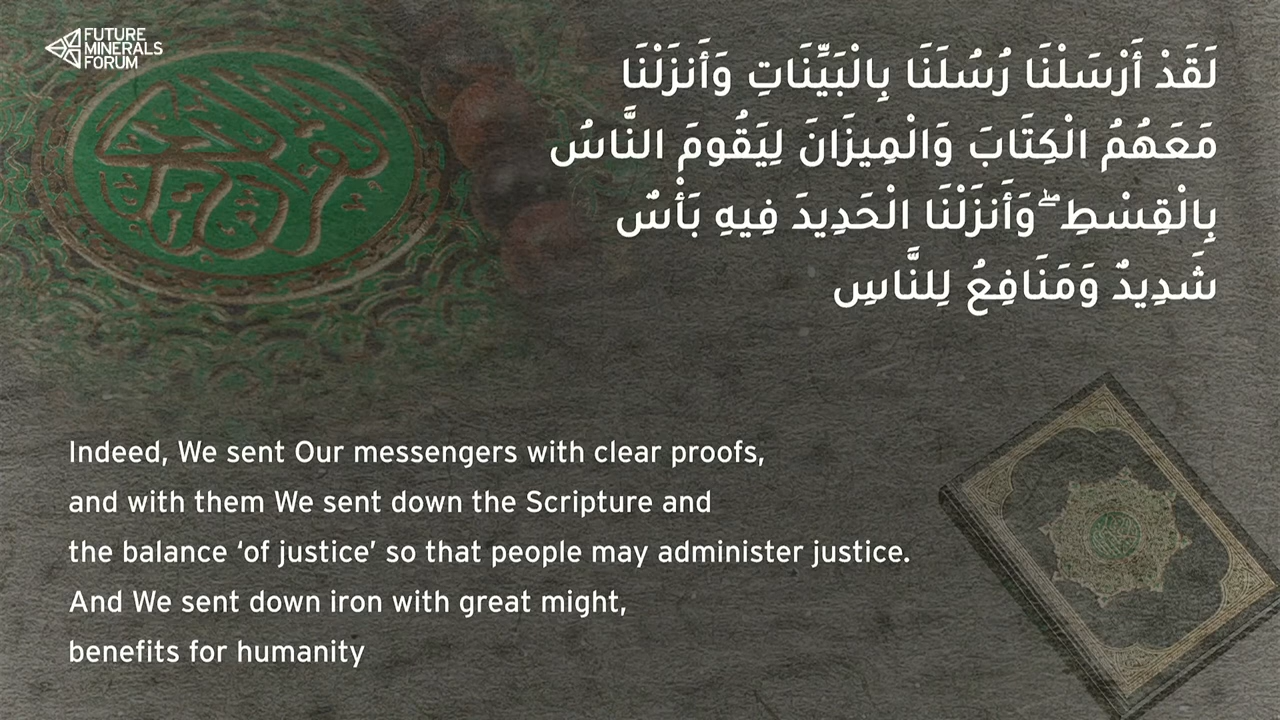 FUTURE
MINERALS
FORUM
لَقَدْ أَرْسَلْنَا رُسُلَنَا بِالْبَيِّنَاتِ وَأَنزَلْنَا
مَعَهُمُ الْكِتَابَ وَالْمِيزَانَ لِيَقُومَ النَّاسُ
بِالْقِسْطِ ۖ وَأَنزَلْنَا الْحَدِيدَ فِيهِ بَأْسٌ
شَدِيدٌ وَمَنَافِعُ لِلنَّاسِ
Indeed, We sent Our messengers with clear proofs,
and with them We sent down the Scripture and
the balance ‘of justice’ so that people may administer justice.
And We sent down iron with great might,
benefits for humanity